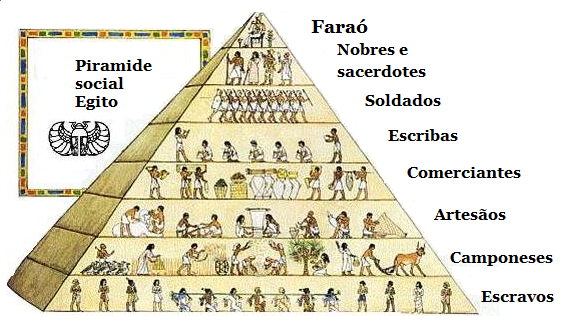 Piramide
social
Egito
Faraó
Nobres e
sacerdotes
Soldados
Escribas
Comerciantes
Artesãos
Camponeses
Escravos